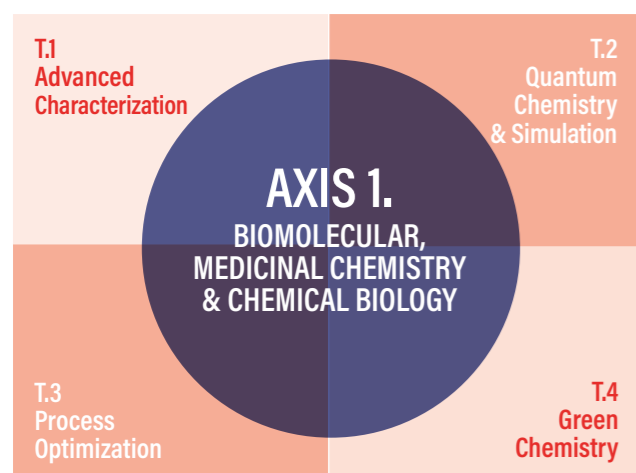 T.1
Advanced
Characterization
T.2
Quantum
Chemistry
& Simulation
AXIS 1.
BIOMOLECULAR,
MEDICINAL CHEMISTRY
& CHEMICAL BIOLOGY
T.3
Process
Optimization
T.4
Green
Chemistry